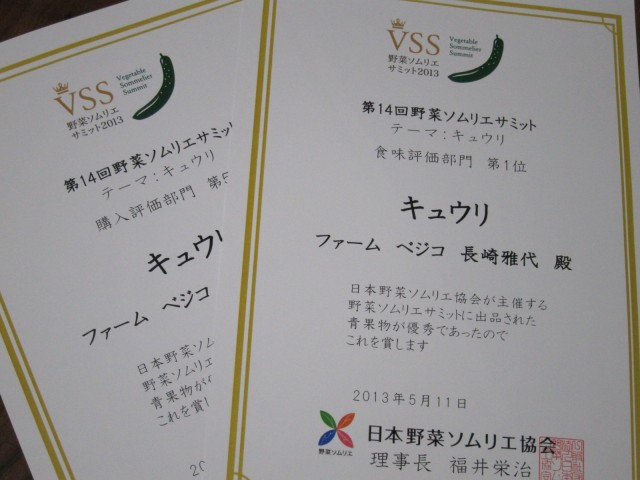 VSS
野菜ソムリエ
サミット2013
Vegetable
Sommelier
Summit
第14回野菜ソムリエサミット
テーマ：キュウリ
購入評価部門 第5
キュウリ
ファーム ベジコ
日本野菜ソム
野菜ソムリエ
青果物が
これを賞し
20
VSS
野菜ソムリエ
サミット2013
Vegetable
Sommelier
Summit
第14回野菜ソムリエサミット
テーマ：キュウリ
食味評価部門 第1位
キュウリ
ファーム ベジコ 長崎雅代 殿
日本野菜ソムリエ協会が主催する
野菜ソムリエサミットに出品された
青果物が優秀であったので
これを賞します
2013年5月11日
野菜ソムリエ
日本野菜ソムリエ協会
理事長 福井栄治